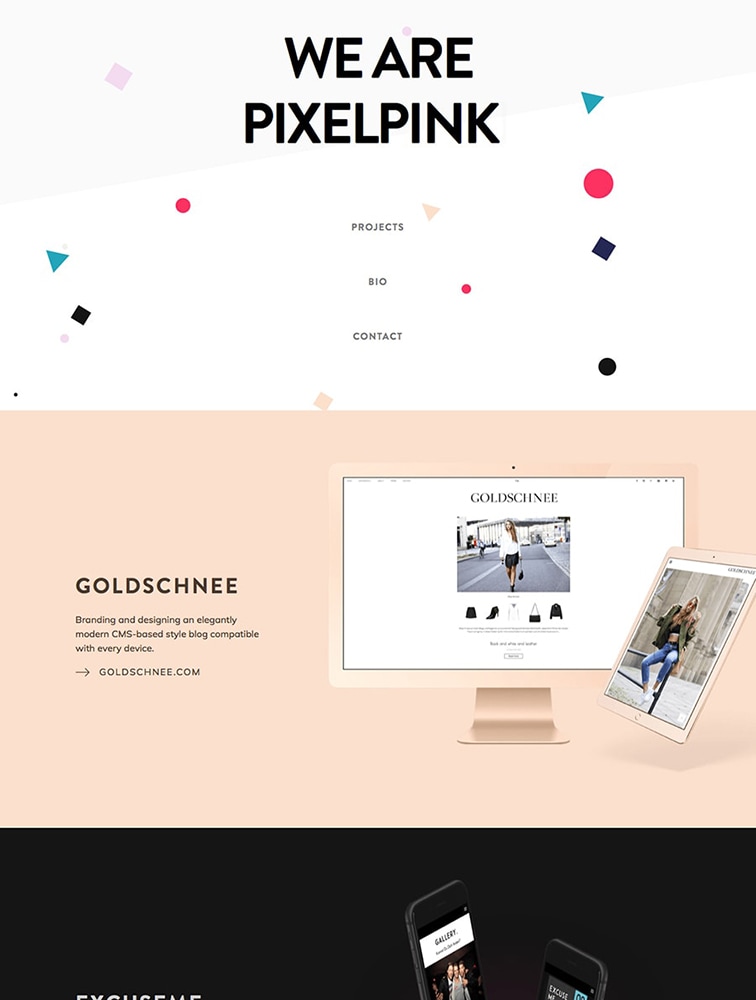 WE ARE
PIXELPINK
PROJECTS
BIO
CONTACT
GOLDSCHNEE
GOLDSCHNEE
Branding and designing an elegantly
modern CMS-based style blog compatible
with every device.
→ GOLDSCHNEE.COM
GALLERY.
EXCUSE
ME
EXCUSEME